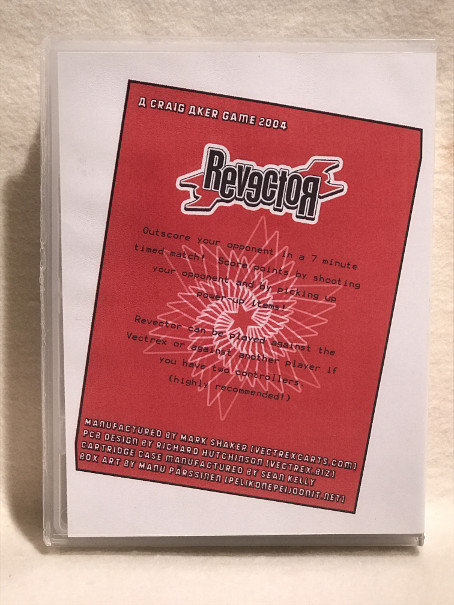 A CRAIG AKER GAME 2004
Revector
Outscore your opponent in a 7 minute
timed match! Score points by shooting
your opponent and by picking up
power-up items!
Revector can be played against the
Vectrex or against another player if
you have two controllers
(highly recommended!)
MANUFACTURED BY MARK SHAKER [VECTREXCARTS.COM]
PCB DESIGN BY RICHARD HUTCHINSON [VECTREX.BIZ]
CARTRIDGE CASE MANUFACTURED BY SEAN KELLY
BOX ART BY MANU PÄRSSINEN [PELIKONEPEIJOONIT.NET]